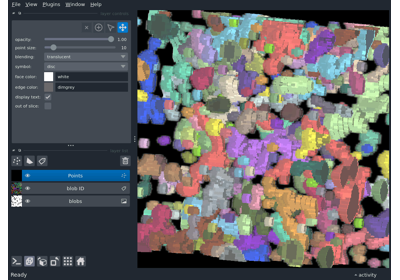 File View Plugins Window Help
opacity: 1.00
point size: 10
blending: translucent
symbol: disc
face color: white
edge color: dimgrey
display text:
out of slice:
Points
blob ID
blobs
Ready
activity